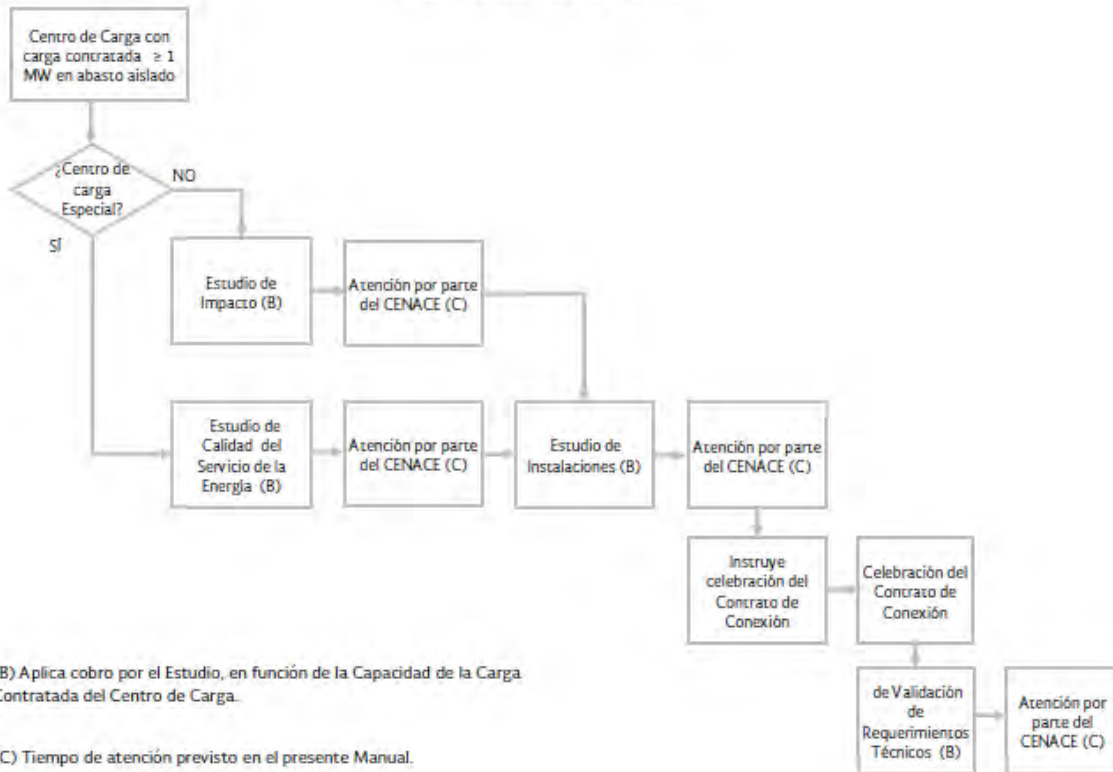 Centro de Carga con
carga contratada ≥ 1
MW en abasto aislado
¿Centro de
carga
Especial?
NO
SÍ
Estudio de
Impacto (B)
Atención por parte
del CENACE (C)
Estudio de
Calidad del
Servicio de la
Energía (B)
Atención por parte
del CENACE (C)
Estudio de
Instalaciones (B)
Atención por parte
del CENACE (C)
Instruye
celebración del
Contrato de
Conexión
Celebración del
Contrato de
Conexión
de Validación
de
Requerimientos
Técnicos (B)
Atención por
parte del
CENACE (C)
B) Aplica cobro por el Estudio, en función de la Capacidad de la Carga
Contratada del Centro de Carga.
C) Tiempo de atención previsto en el presente Manual.